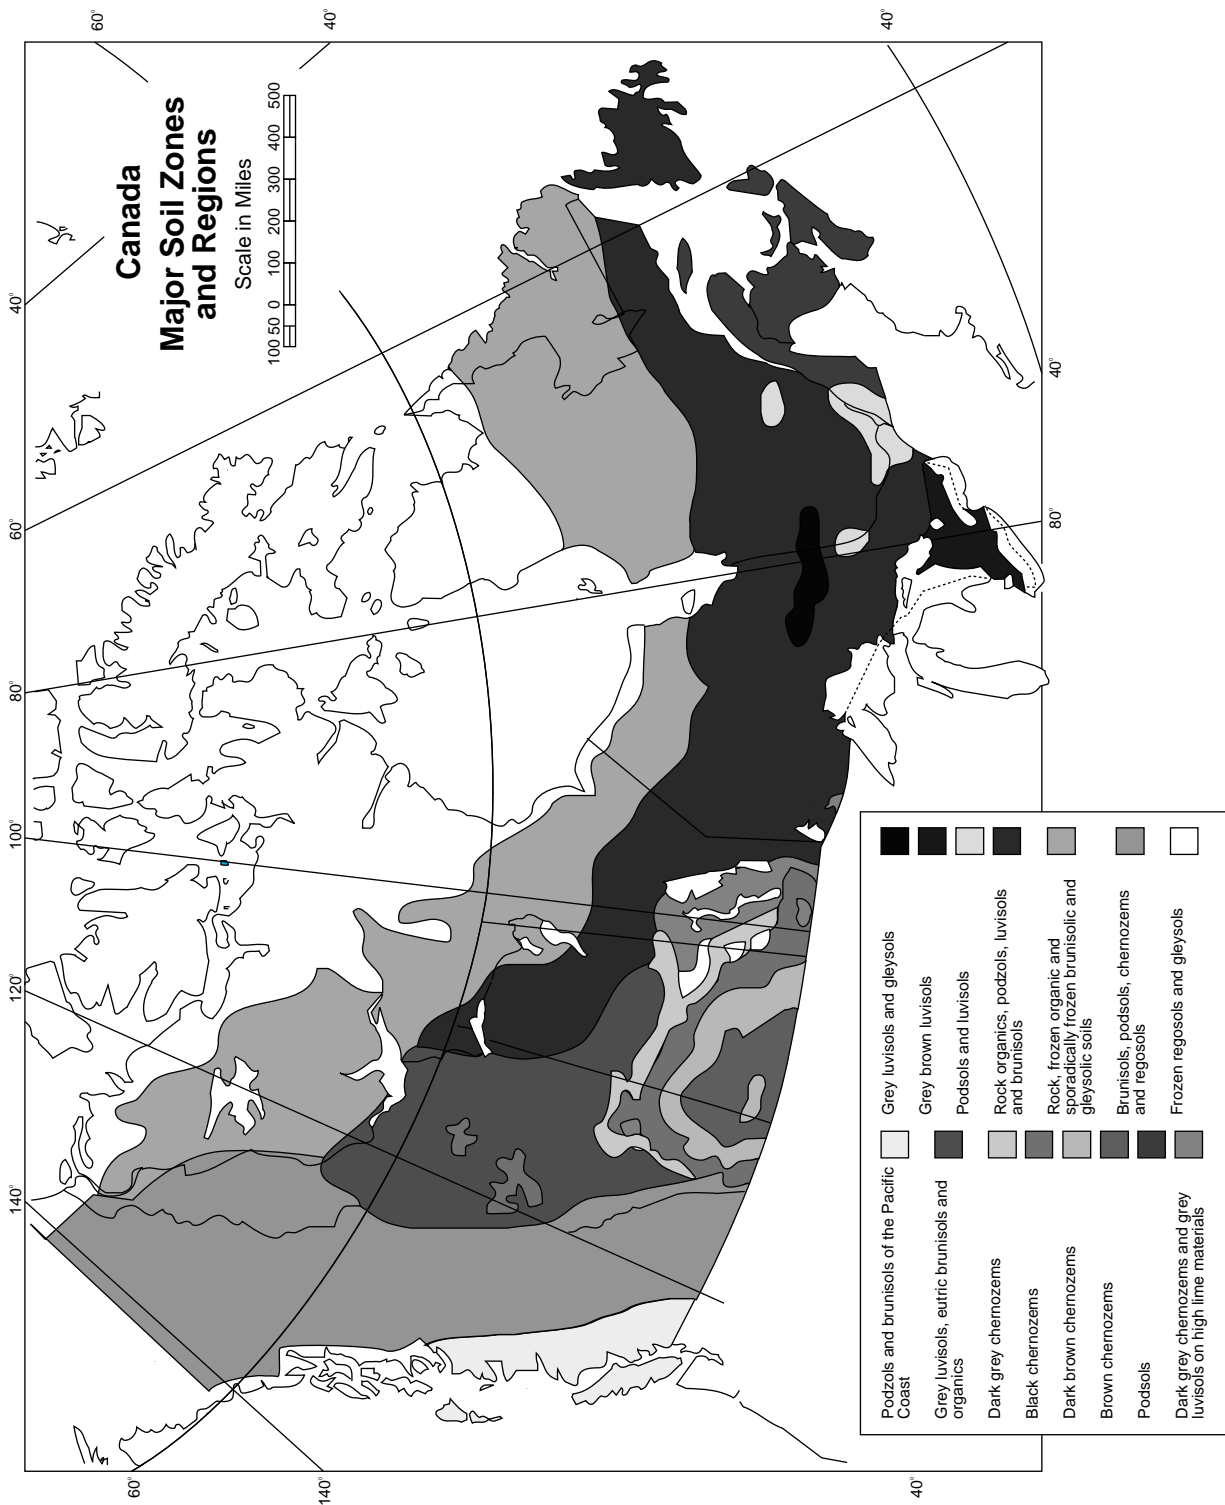 Canada
Major Soil Zones
and Regions
Scale in Miles
100 50 0 100 200 300 400 500
60°
40°
40°
40°
60°
80°
100°
120°
140°
60°
140°
40°
80°
40°
Podzols and brunisols of the Pacific
Coast
Grey luvisols, eutric brunisols and
organics
Dark grey chernozems
Black chernozems
Dark brown chernozems
Brown chernozems
Podsols
Dark grey chernozems and grey
luvisols on high lime materials
Grey luvisols and gleysols
Grey brown luvisols
Podsols and luvisols
Rock organics, podzols, luvisols
and brunisols
Rock, frozen organic and
sporadically frozen brunisolic and
gleysolic soils
Brunisols, podsols, chernozems
and regosols
Frozen regosols and gleysols